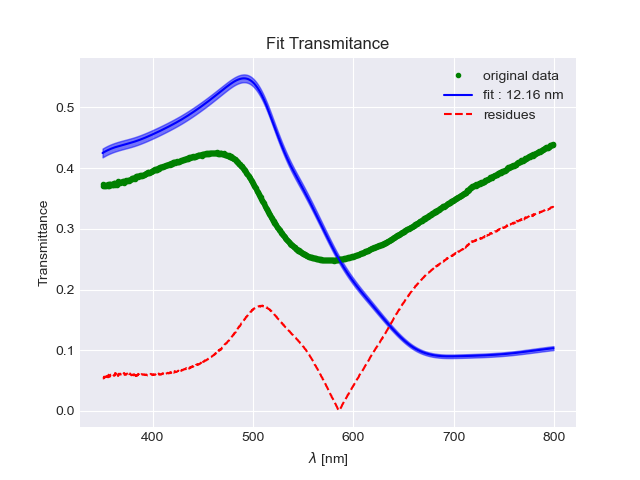 Fit Transmitance
original data
fit : 12.16 nm
residues
Transmittance
0.5
0.4
0.3
0.2
0.1
0.0
400 500 600 700 800
λ [nm]